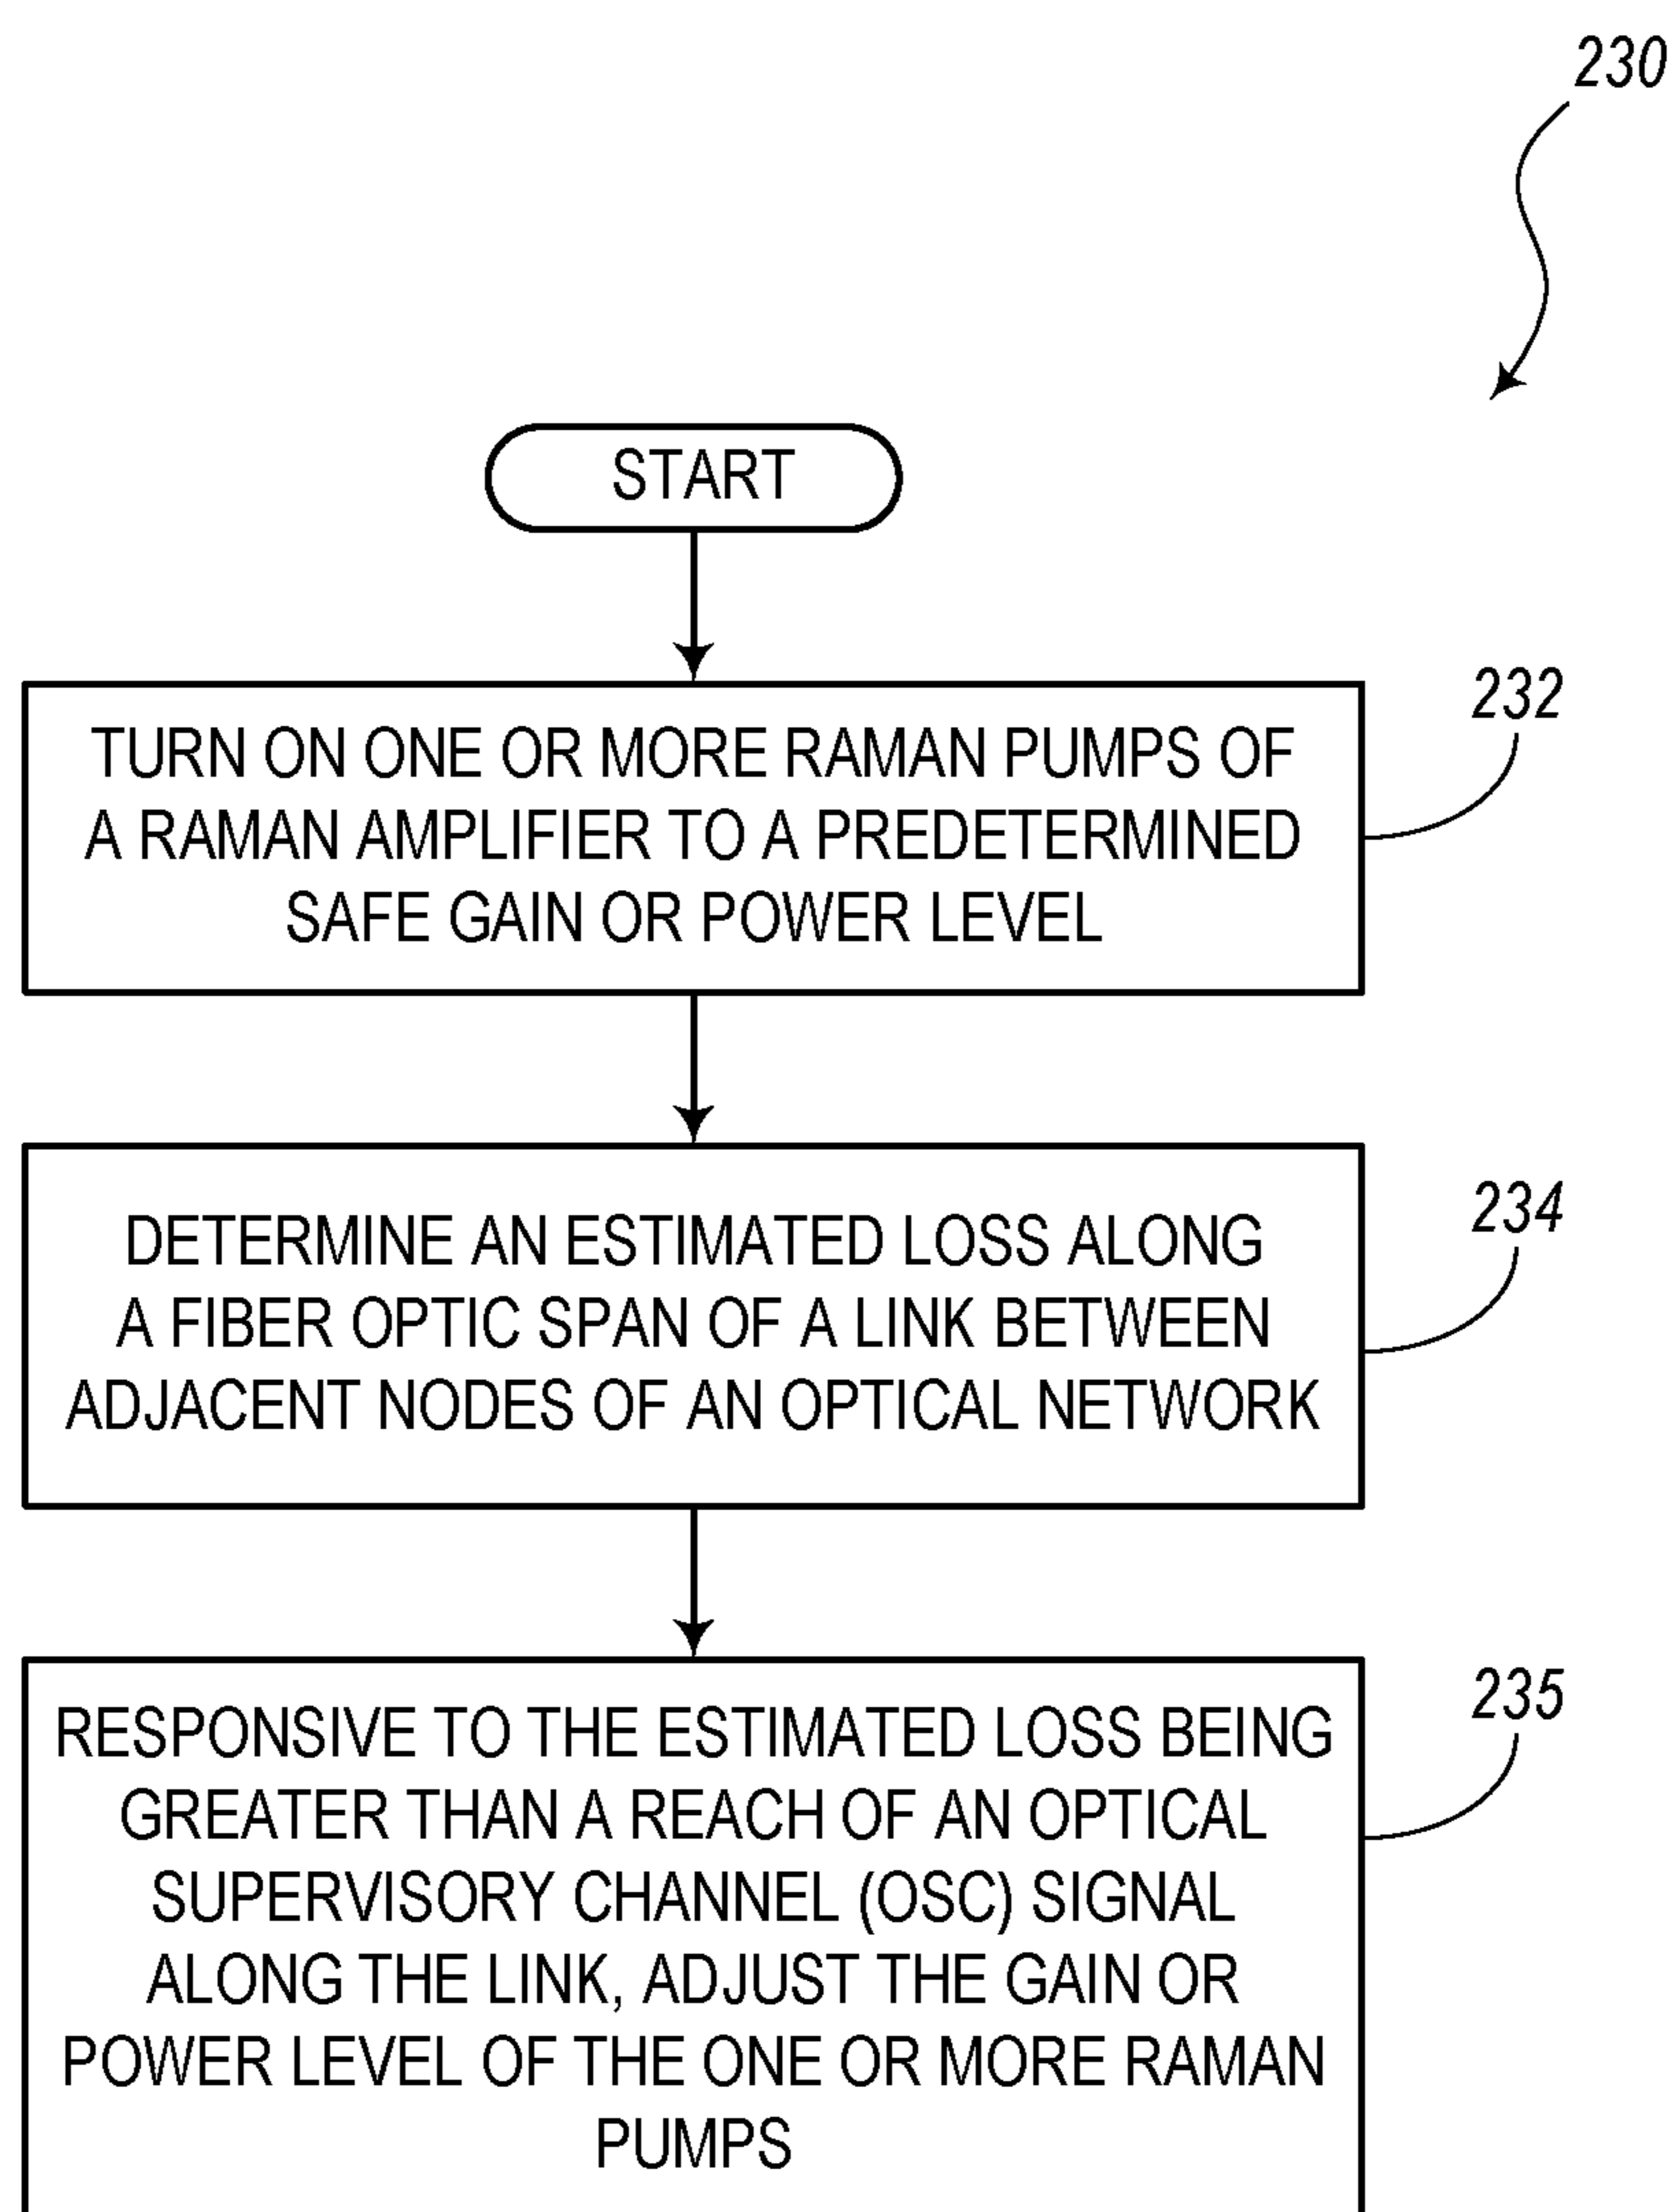 230
START
232
TURN ON ONE OR MORE RAMAN PUMPS OF
A RAMAN AMPLIFIER TO A PREDETERMINED
SAFE GAIN OR POWER LEVEL
234
DETERMINE AN ESTIMATED LOSS ALONG
A FIBER OPTIC SPAN OF A LINK BETWEEN
ADJACENT NODES OF AN OPTICAL NETWORK
235
RESPONSIVE TO THE ESTIMATED LOSS BEING
GREATER THAN A REACH OF AN OPTICAL
SUPERVISORY CHANNEL (OSC) SIGNAL
ALONG THE LINK, ADJUST THE GAIN OR
POWER LEVEL OF THE ONE OR MORE RAMAN
PUMPS